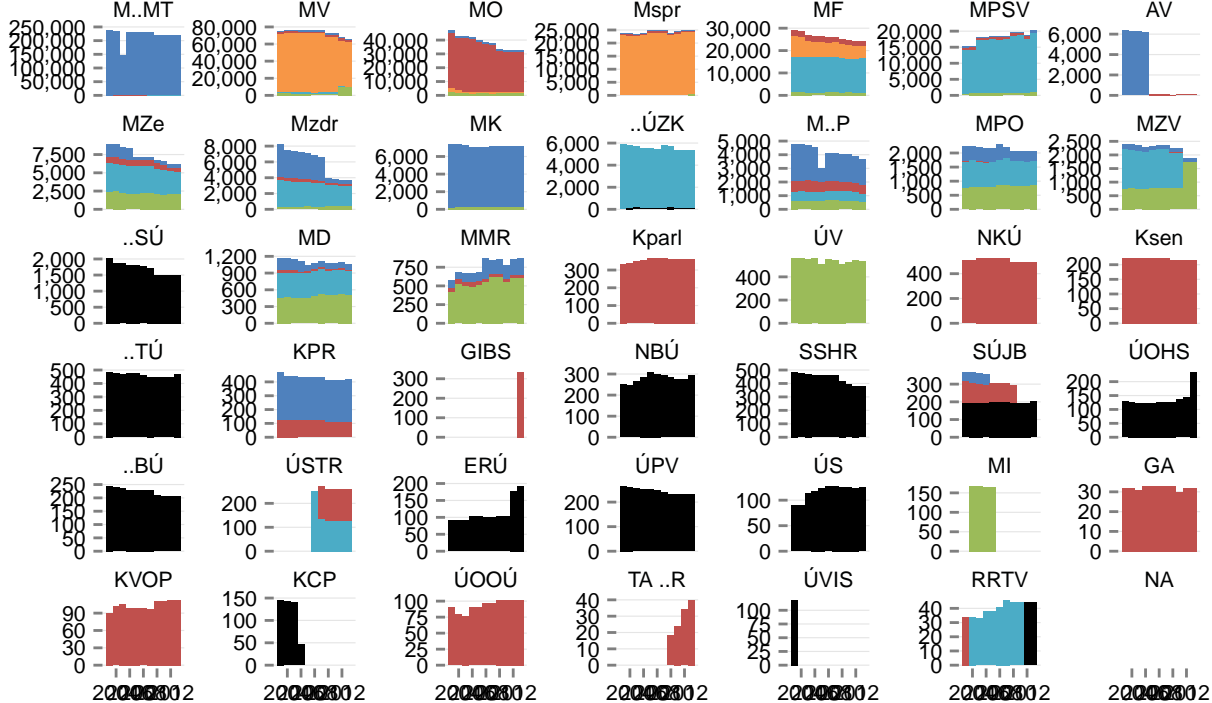 M..MT MV MO Mspr MF MPSV AV
250,000 200,000 150,000 100,000 50,000 0
80,000 60,000 40,000 20,000 0
40,000 30,000 20,000 10,000 0
25,000 20,000 15,000 10,000 5,000 0
30,000 20,000 10,000 0
20,000 15,000 10,000 5,000 0
6,000 4,000 2,000 0
MZe Mzdr MK ..ÚZK M..P MPO MZV
7,500 5,000 2,500 0
8,000 6,000 4,000 2,000 0
6,000 4,000 2,000 0
6,000 4,000 2,000 0
5,000 4,000 3,000 2,000 1,000 0
2,000 1,500 1,000 500 0
2,500 2,000 1,500 1,000 500 0
..SÚ MD MMR Kparl ÚV NKÚ Ksen
2,000 1,500 1,000 500 0
1,200 900 600 300 0
750 500 250 0
300 200 100 0
400 200 0
400 200 0
200 150 100 50 0
..TÚ KPR GIBS NBÚ SSHR SÚJB ÚOHS
500 400 300 200 100 0
400 300 200 100 0
300 200 100 0
300 200 100 0
500 400 300 200 100 0
300 200 100 0
200 150 100 50 0
..BÚ ÚSTR ERÚ ÚPV ÚS MI GA
250 200 150 100 50 0
200 100 0
200 150 100 50 0
200 100 0
100 50 0
150 100 50 0
30 20 10 0
KVOP KCP ÚOOÚ TA ..R ÚVIS RRTV NA
90 60 30 0
150 100 50 0
100 75 50 25 0
40 30 20 10 0
100 75 50 25 0
40 30 20 10 0